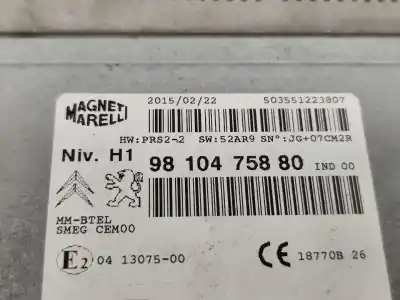 MAGNETI
MARELLI
2015/02/22 503551223807
HW:PRS2-2 SW:52AR9 SN°:JG+07CM2R
Niv. H1 98 104 758 80 IND 00
MM-BTEL
SMEG CEM00
E2 04 13075-00 CE 18770B 26